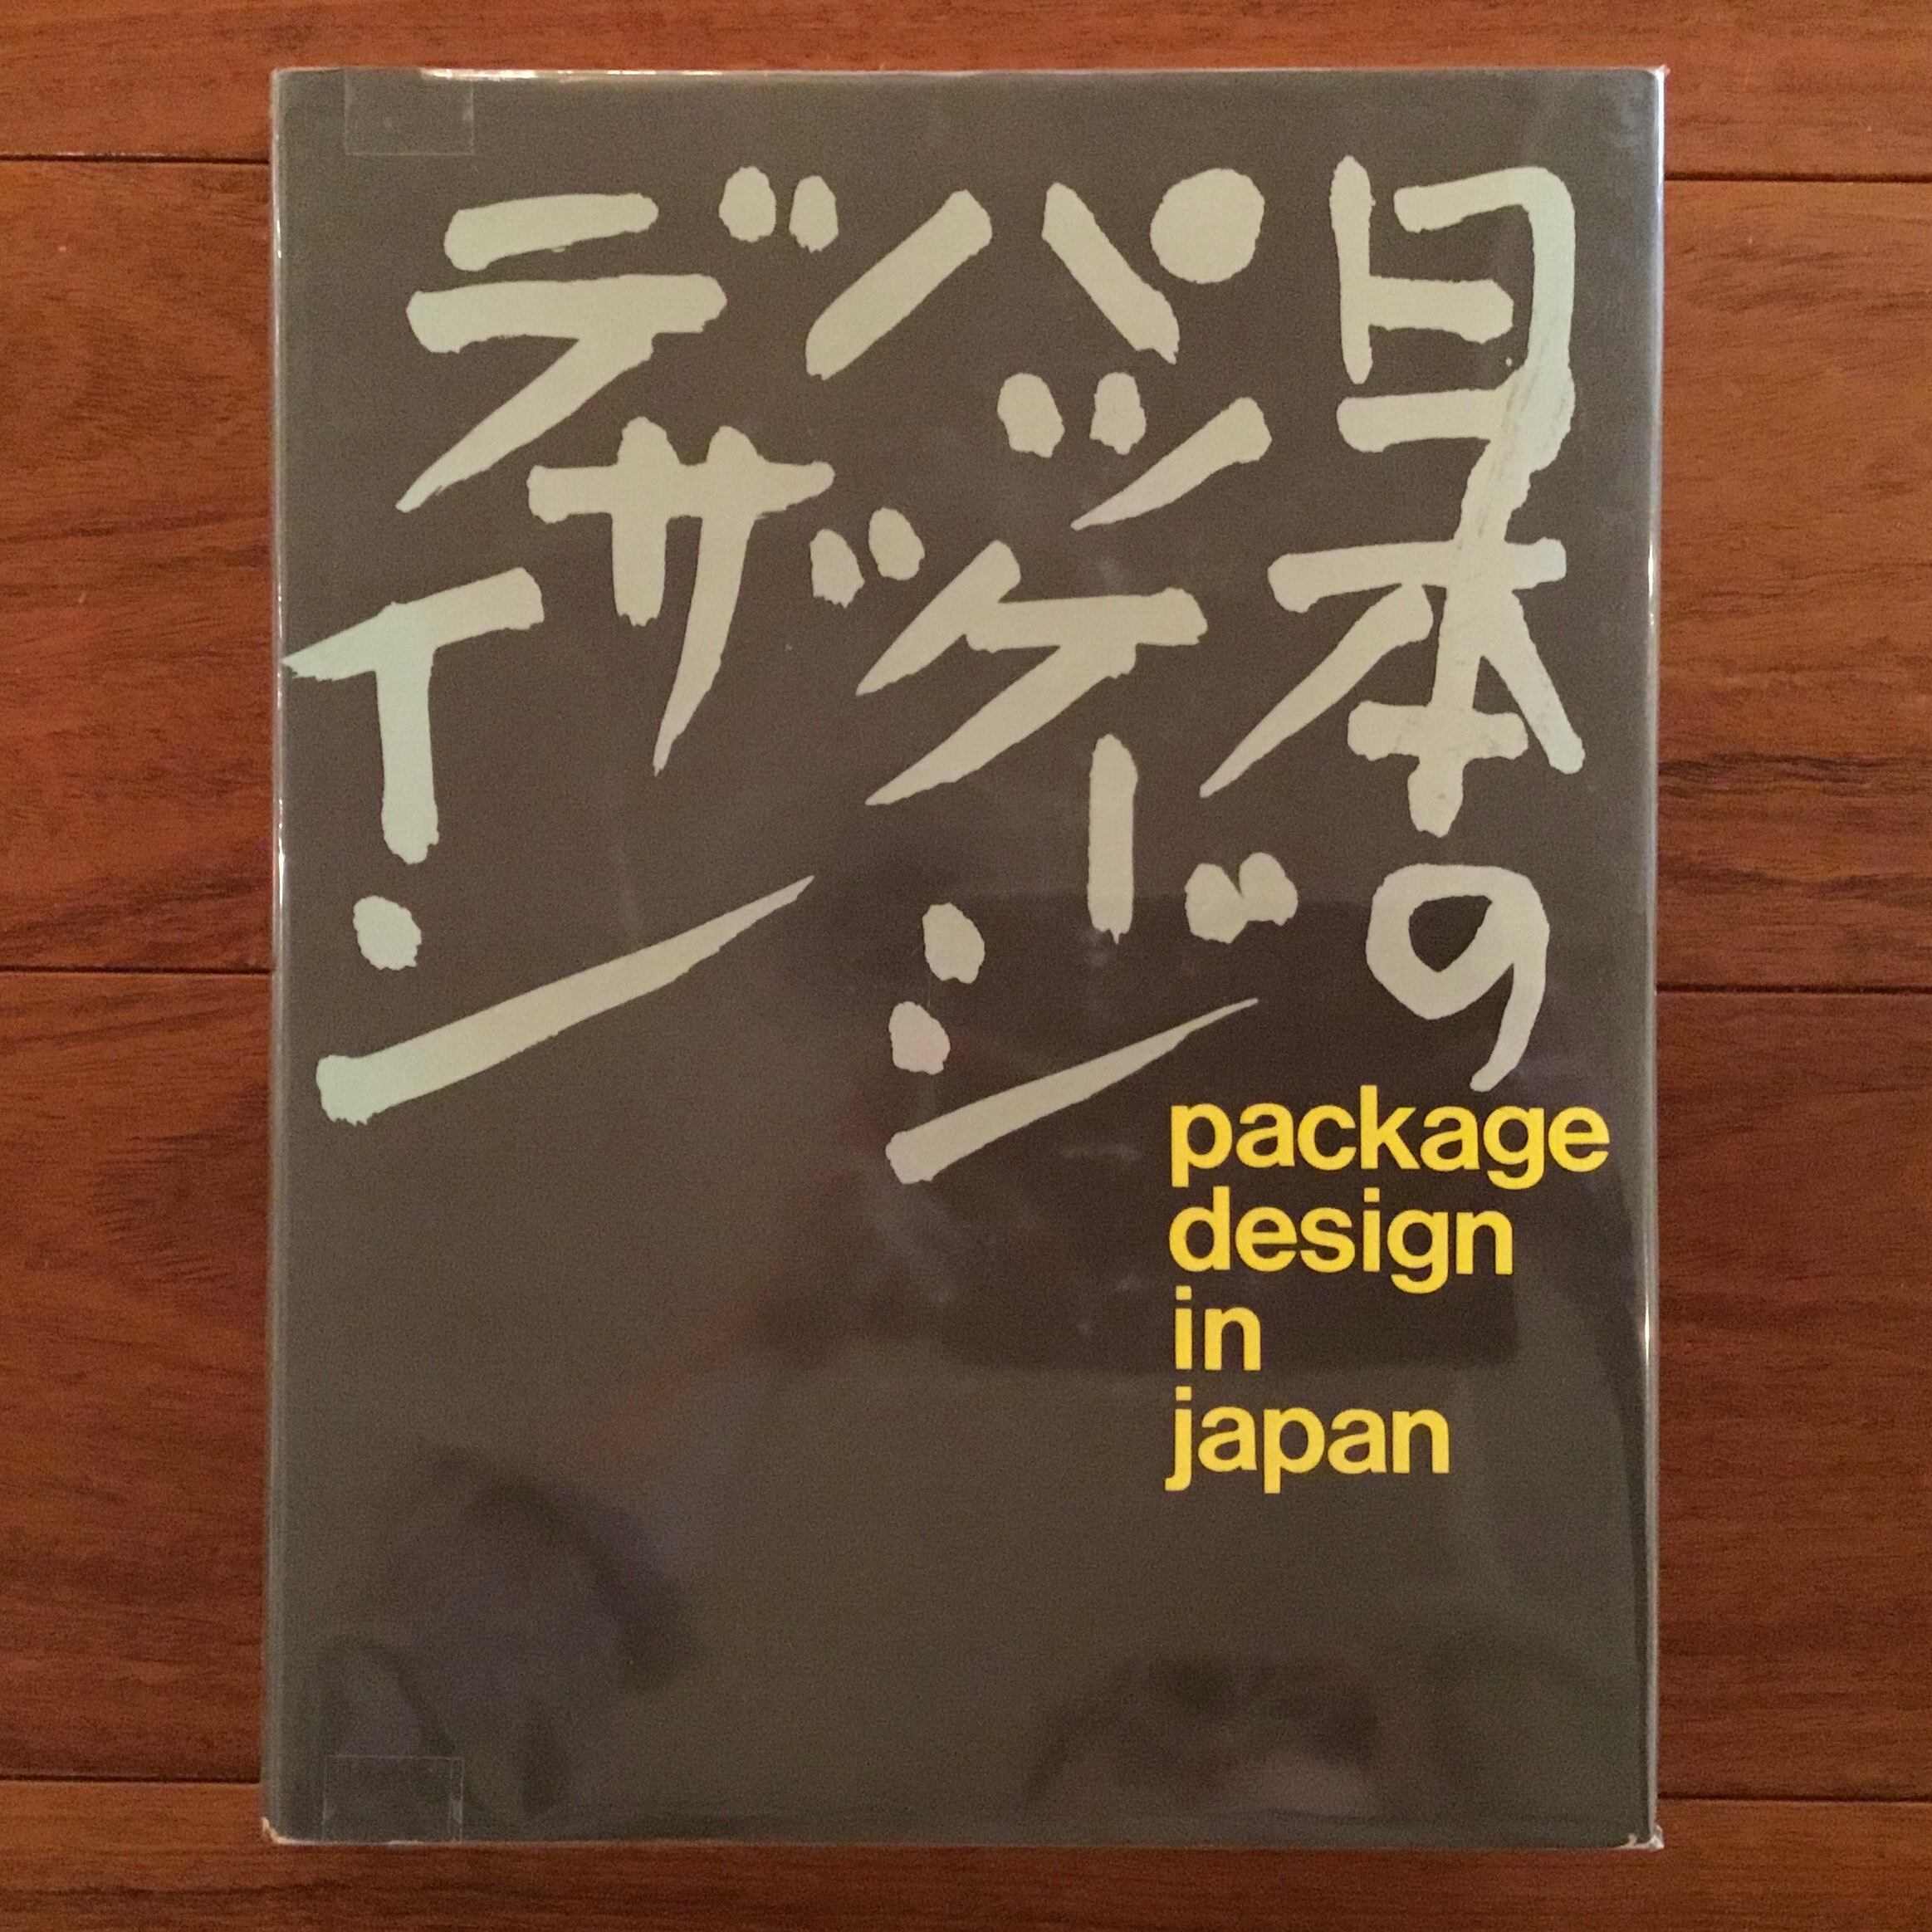 日本の
パッケージ
デザイン
package
design
in
japan